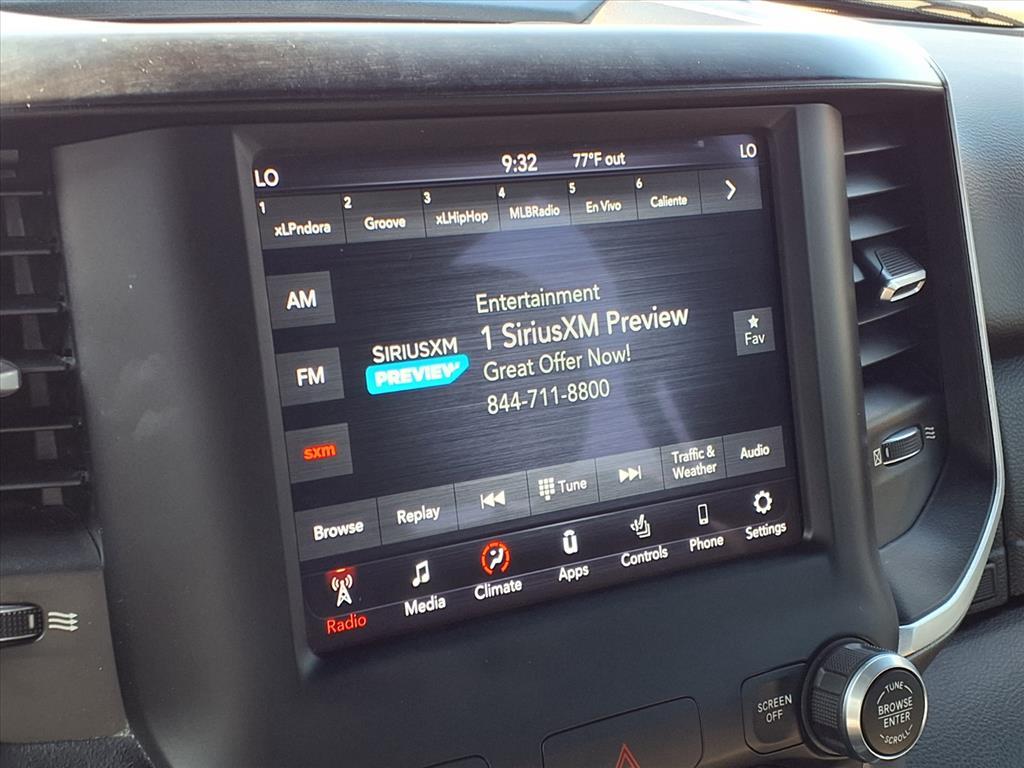 LO 9:32 77°F out LO
1 xLPndora 2 Groove 3 xLHipHop 4 MLBRadio 5 En Vivo 6 Caliente
AM
FM
sxm
SIRIUSXM
PREVIEW
Entertainment
1 SiriusXM Preview
Great Offer Now!
844-711-8800
Fav
Browse Replay Tune Traffic & Weather Audio
Radio Media Climate Apps Controls Phone Settings
SCREEN
OFF
TUNE
BROWSE
ENTER
SCROLL